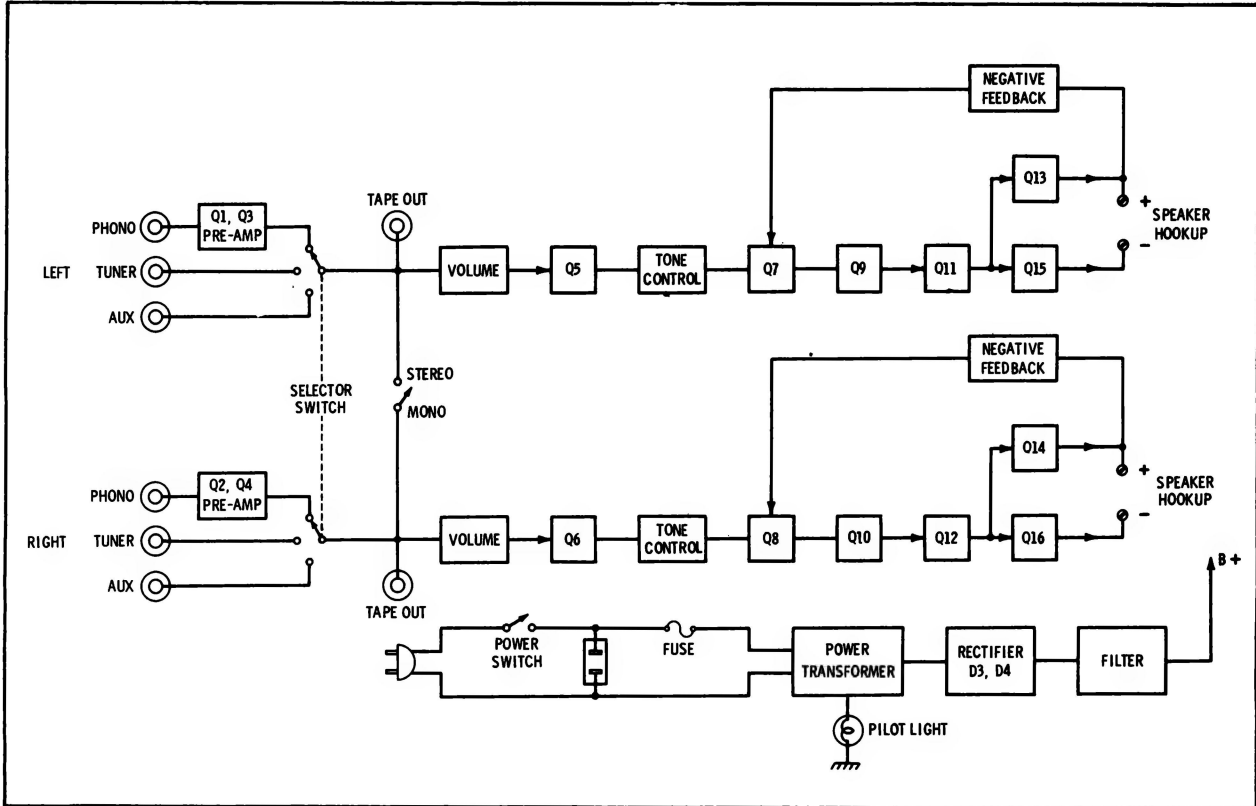 NEGATIVE
FEEDBACK
Q13
TAPE OUT
Q1, Q3
PRE-AMP
PHONO
+
SPEAKER
HOOKUP
-
LEFT
TUNER
VOLUME
Q5
TONE
CONTROL
Q7
Q9
Q11
Q15
AUX
NEGATIVE
FEEDBACK
STEREO
SELECTOR
SWITCH
MONO
Q14
Q2, Q4
PRE-AMP
PHONO
+
SPEAKER
HOOKUP
-
RIGHT
TUNER
VOLUME
Q6
TONE
CONTROL
Q8
Q10
Q12
Q16
B+
AUX
TAPE OUT
POWER
SWITCH
FUSE
POWER
TRANSFORMER
RECTIFIER
D3, D4
FILTER
PILOT LIGHT